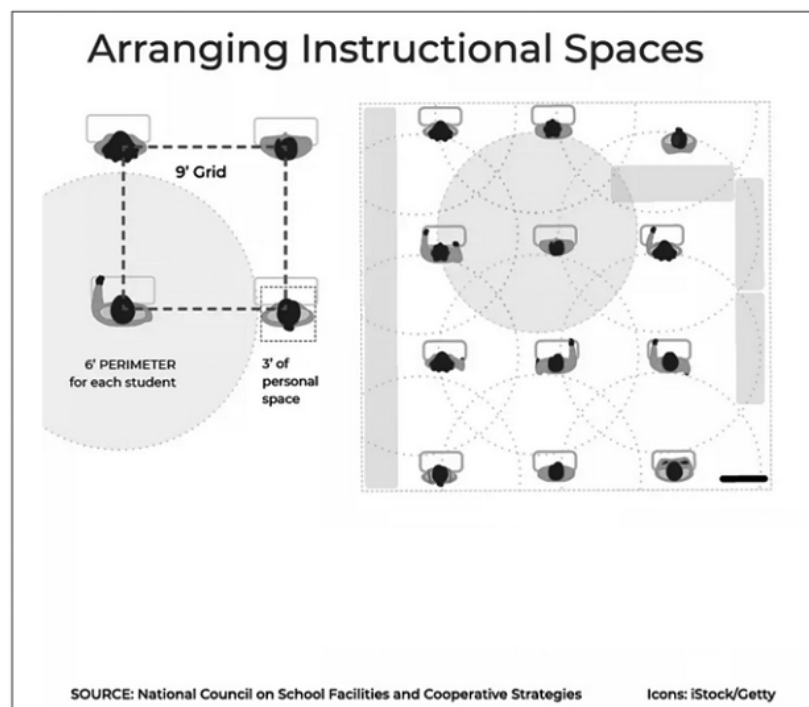 Arranging Instructional Spaces
9' Grid
6' PERIMETER
for each student
3' of
personal
space
SOURCE: National Council on School Facilities and Cooperative Strategies
Icons: iStock/Getty